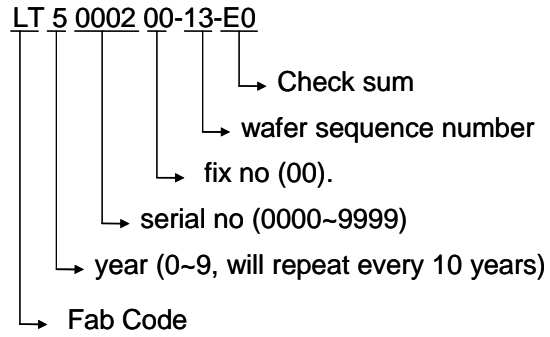 LT 5 0002 00-13-E0
Check sum
wafer sequence number
fix no (00).
serial no (0000~9999)
year (0~9, will repeat every 10 years)
Fab Code